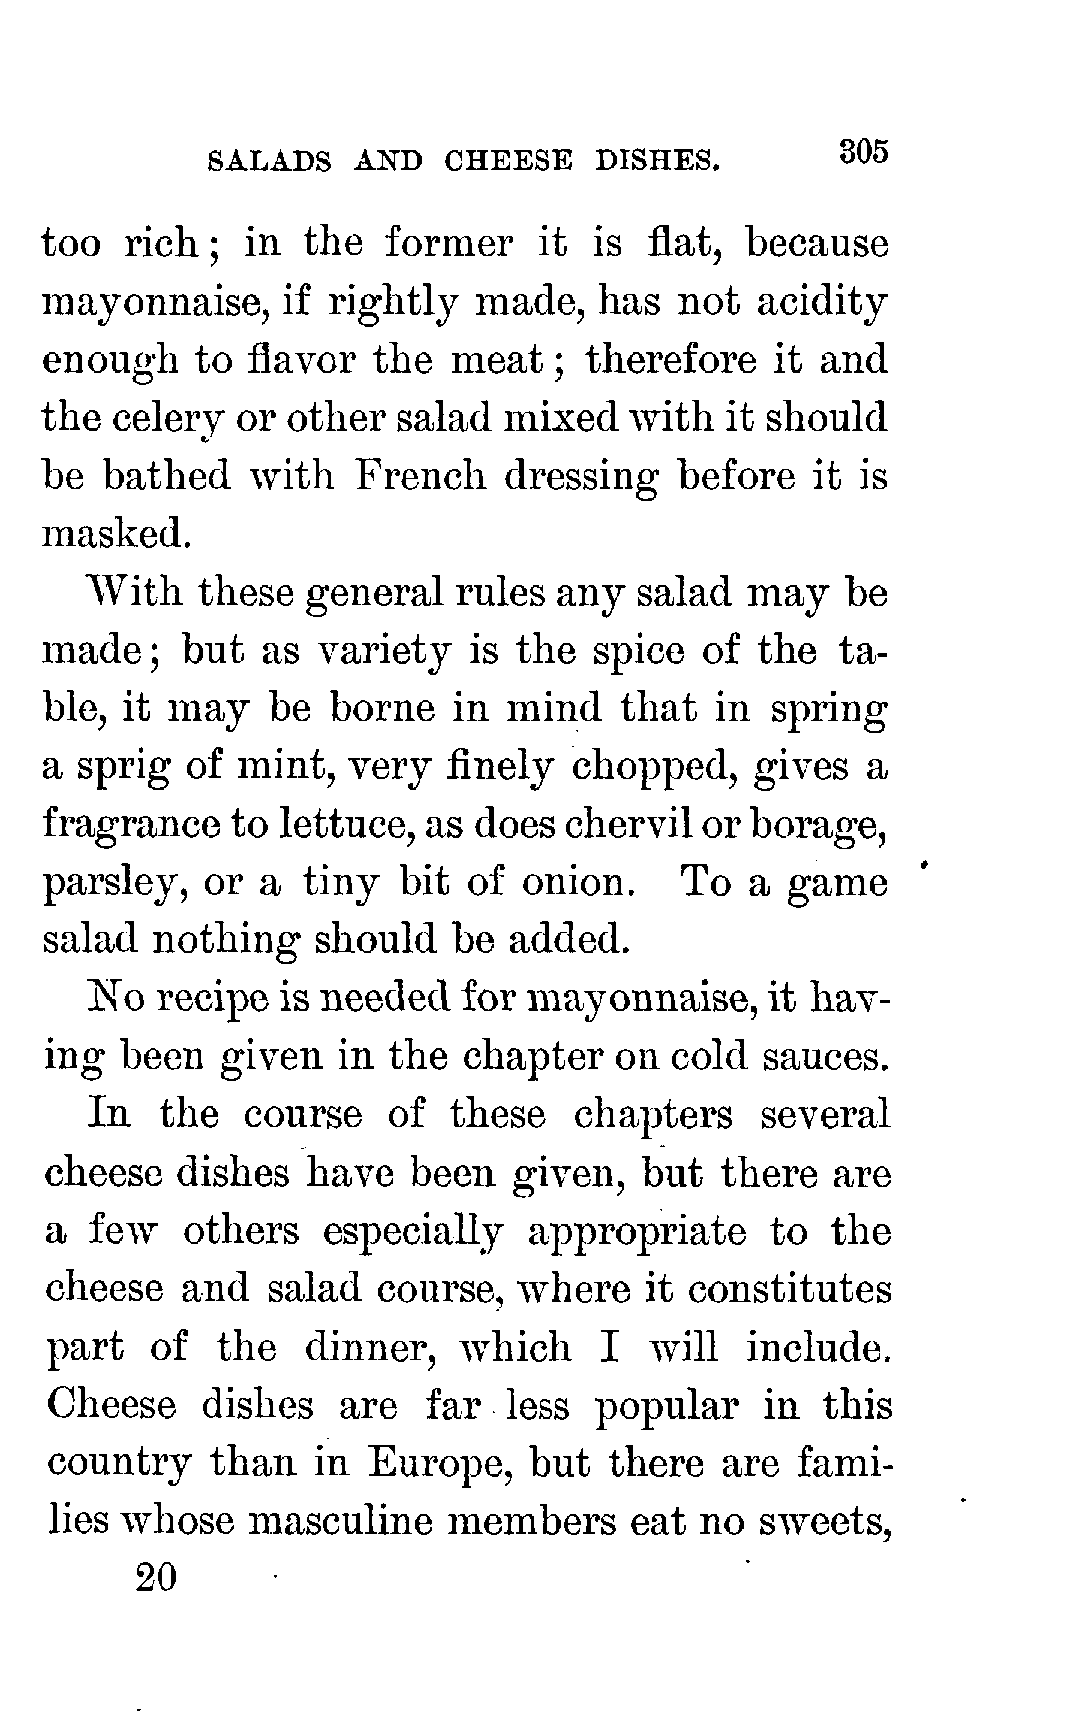 SALADS AND CHEESE DISHES. 305
too rich; in the former it is flat, because
mayonnaise, if rightly made, has not acidity
enough to flavor the meat; therefore it and
the celery or other salad mixed with it should
be bathed with French dressing before it is
masked.
With these general rules any salad may be
made; but as variety is the spice of the ta-
ble, it may be borne in mind that in spring
a sprig of mint, very finely chopped, gives a
fragrance to lettuce, as does chervil or borage,
parsley, or a tiny bit of onion. To a game
salad nothing should be added.
No recipe is needed for mayonnaise, it hav-
ing been given in the chapter on cold sauces.
In the course of these chapters several
cheese dishes have been given, but there are
a few others especially appropriate to the
cheese and salad course, where it constitutes
part of the dinner, which I will include.
Cheese dishes are far less popular in this
country than in Europe, but there are fami-
lies whose masculine members eat no sweets,
20